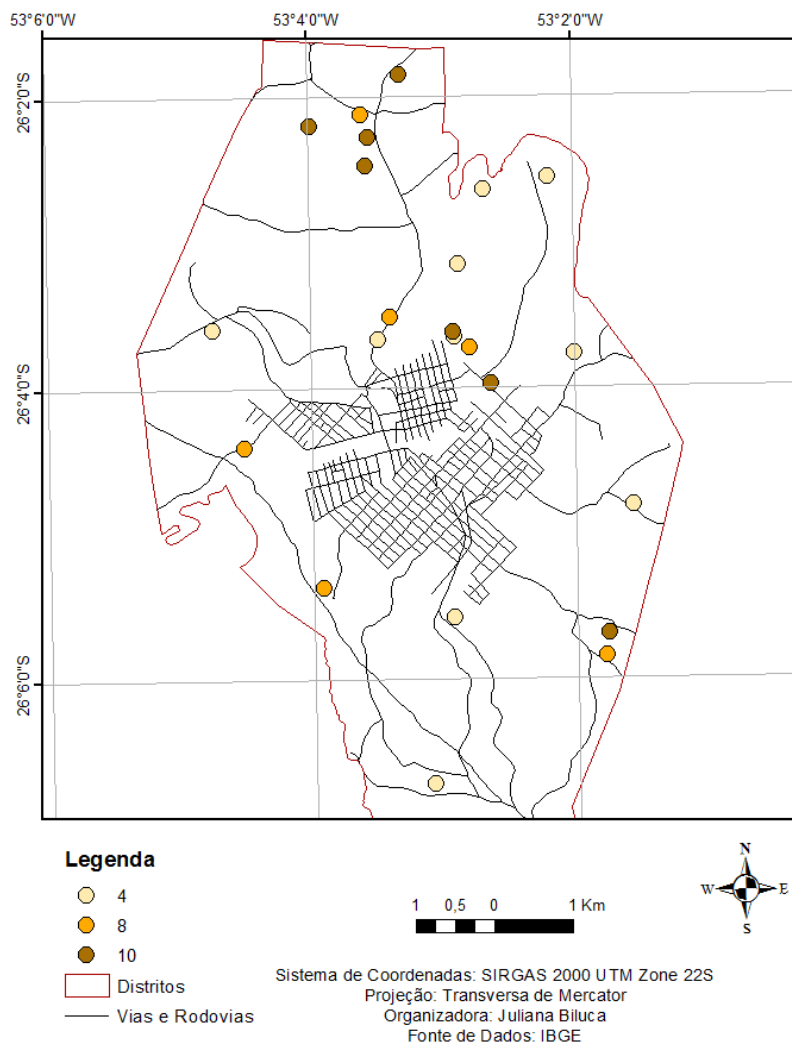 53°6'0"W
53°4'0"W
53°2'0"W
26°2'0"S
26°4'0"S
26°6'0"S
Legenda
4
8
10
Distritos
Vias e Rodovias
1 0,5 0 1 Km
N
W E
S
Sistema de Coordenadas: SIRGAS 2000 UTM Zone 22S
Projeção: Transversa de Mercator
Organizadora: Juliana Biluca
Fonte de Dados: IBGE